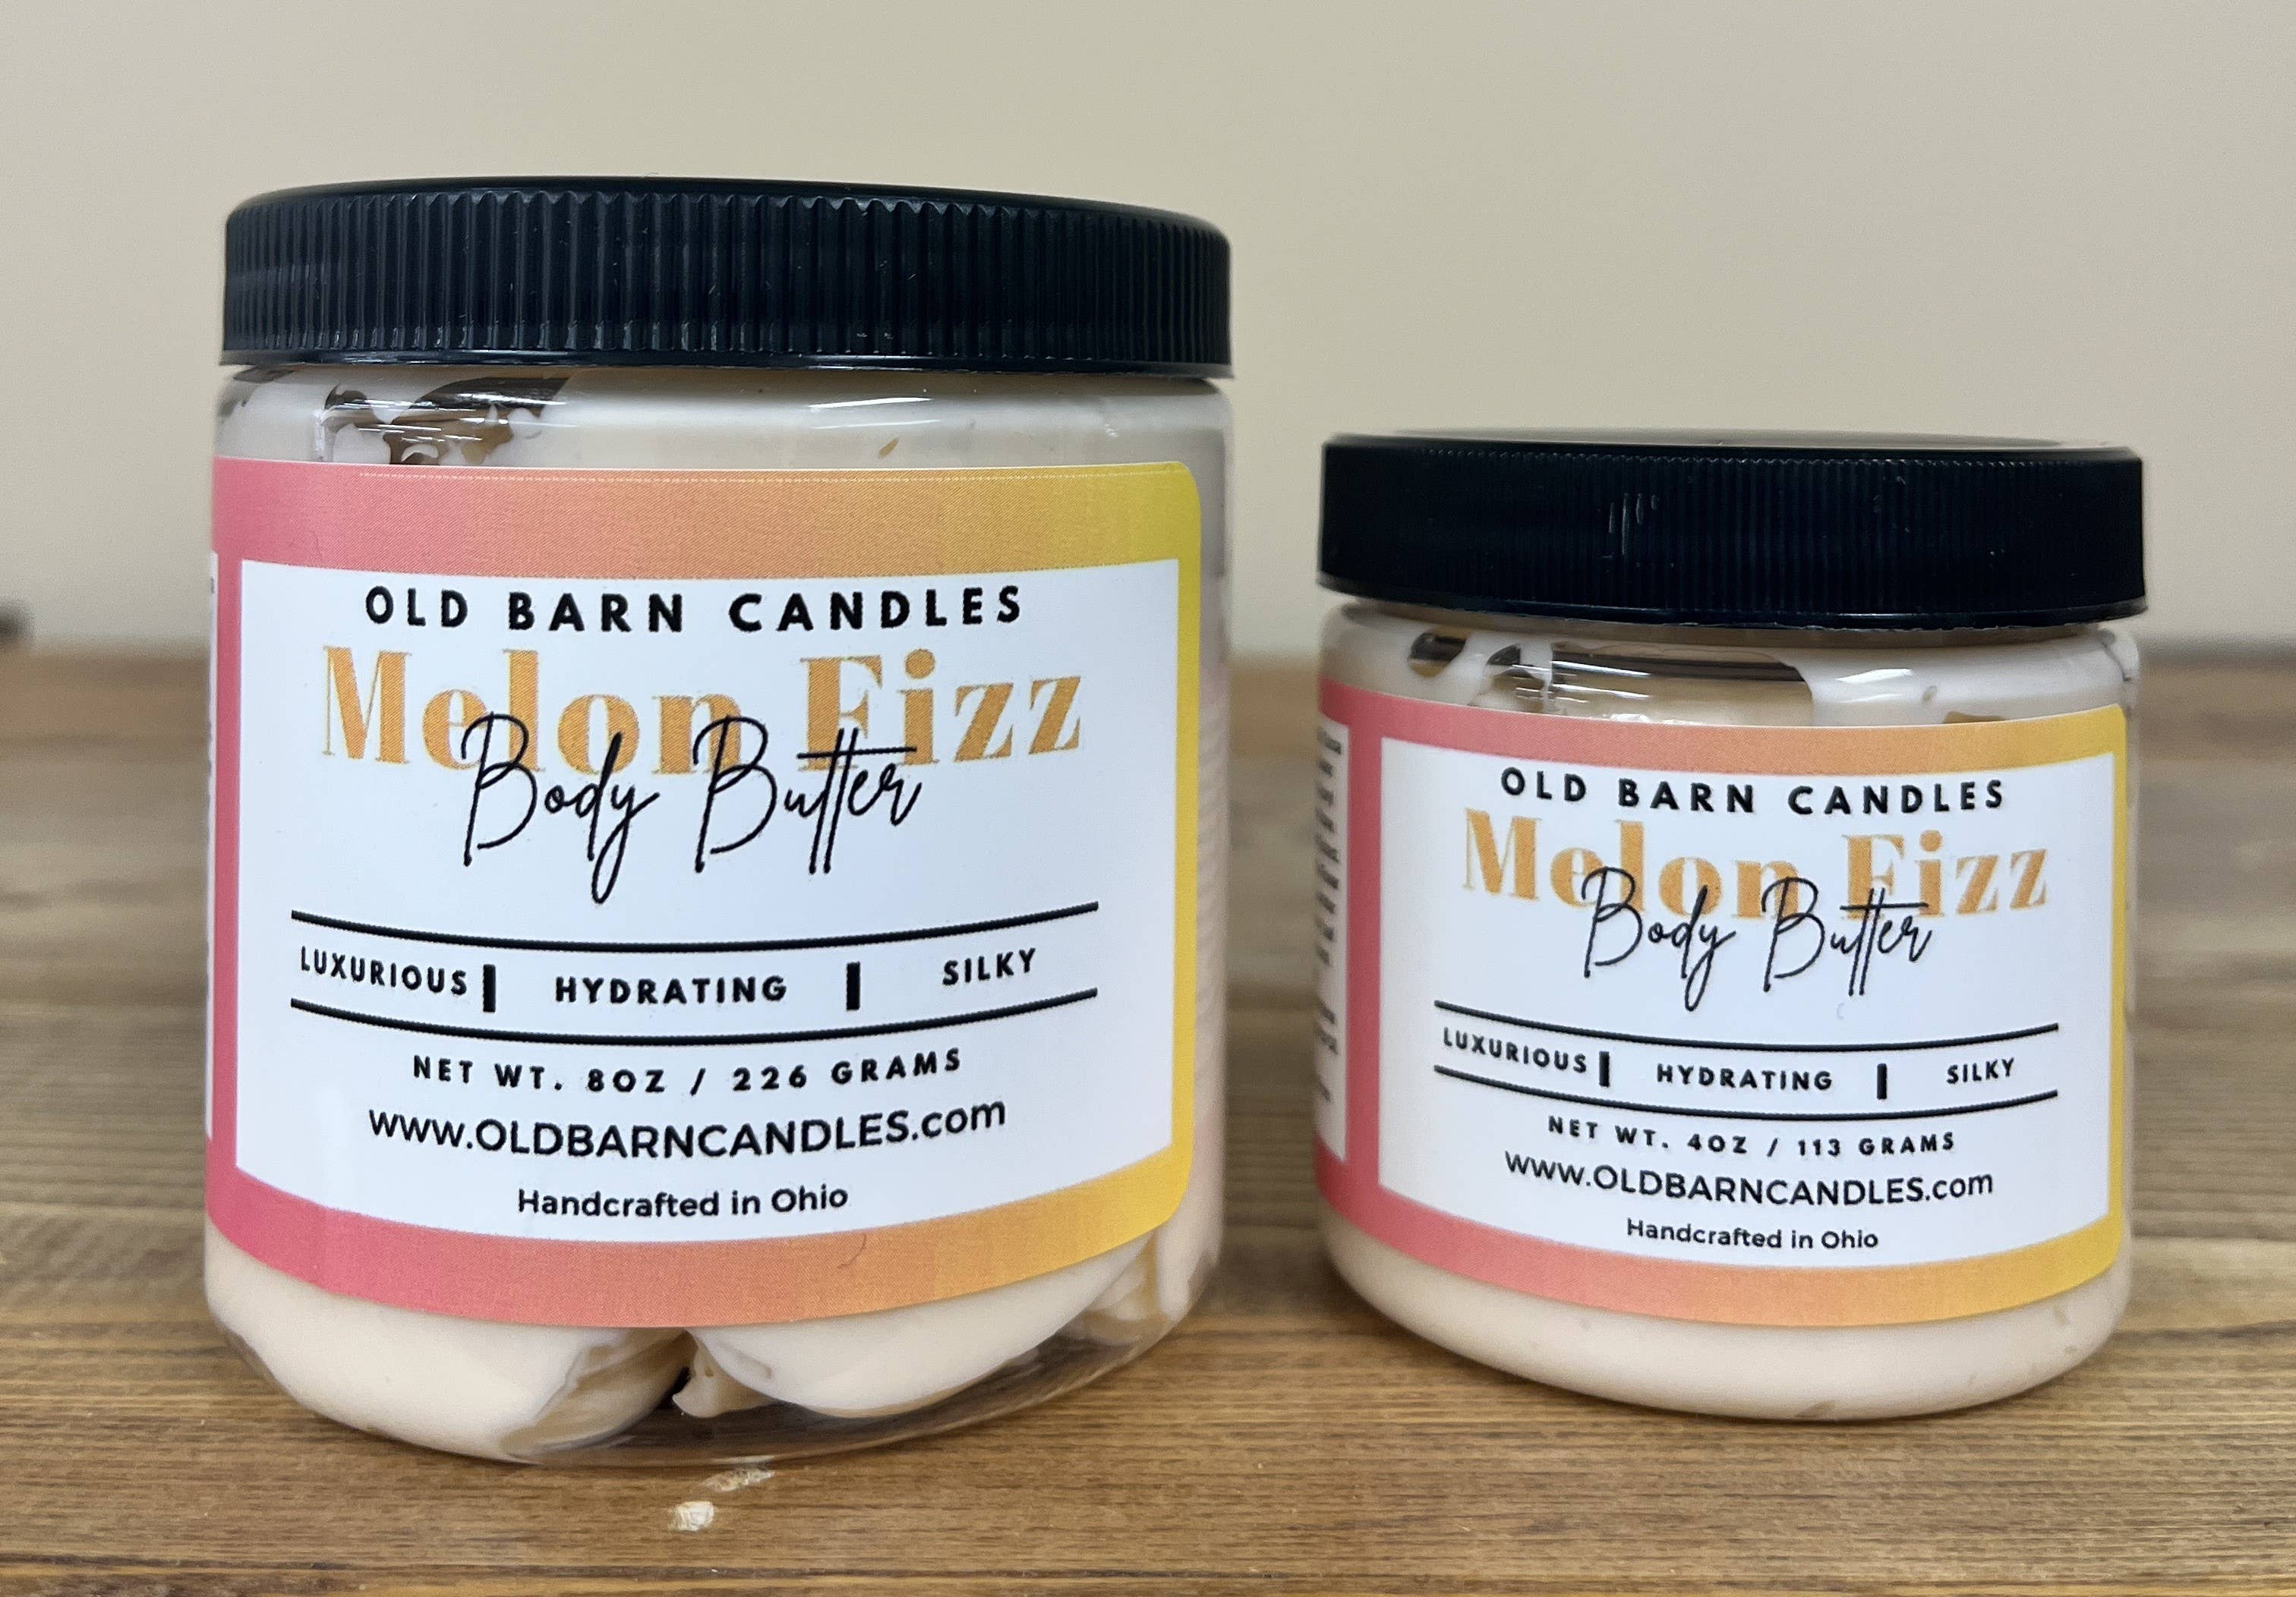 OLD BARN CANDLES
Melon Fizz
Body Butter
LUXURIOUS | HYDRATING | SILKY
NET WT. 8OZ / 226 GRAMS
www.OLDBARNCANDLES.com
Handcrafted in Ohio
OLD BARN CANDLES
Melon Fizz
Body Butter
LUXURIOUS | HYDRATING | SILKY
NET WT. 4OZ / 113 GRAMS
www.OLDBARNCANDLES.com
Handcrafted in Ohio